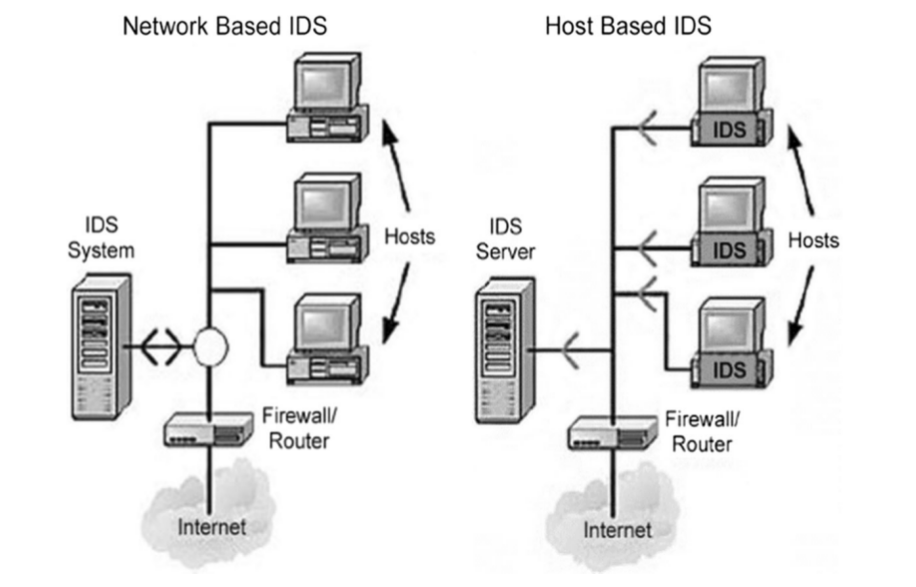 Network Based IDS
IDS
System
Hosts
Firewall/
Router
Internet
Host Based IDS
IDS
IDS
IDS
IDS
Server
Hosts
Firewall/
Router
Internet